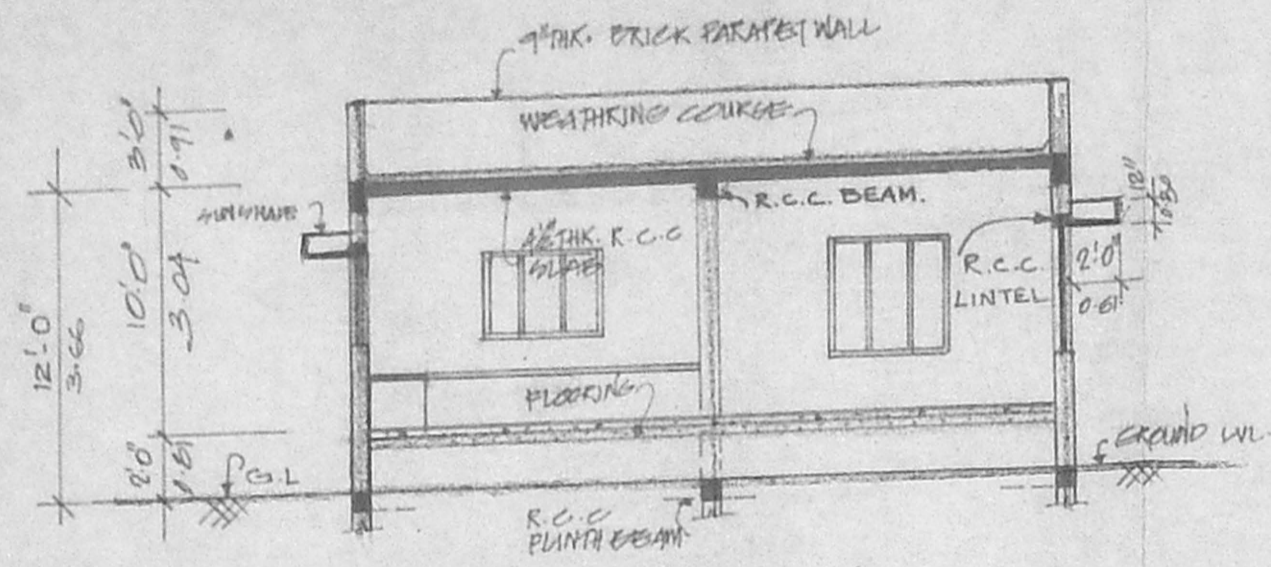 9" THK. BRICK PARAPET WALL
WEATHRING COURSE
3'-0"
0.91
SUNSHADE
R.C.C. BEAM.
12"
0.30
4½" THK. R.C.C
SLAB
R.C.C.
LINTEL
2'-0"
0.61
10'-0"
3.04
12'-0"
3.66
FLOORING
2'-0"
0.61
G.L
GROUND LVL.
R.C.C
PLINTH BEAM